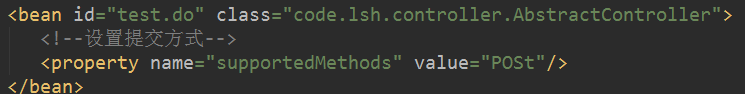 <bean id="test.do" class="code.lsh.controller.AbstractController">
<!--设置提交方式-->
<property name="supportedMethods" value="POSt"/>
</bean>